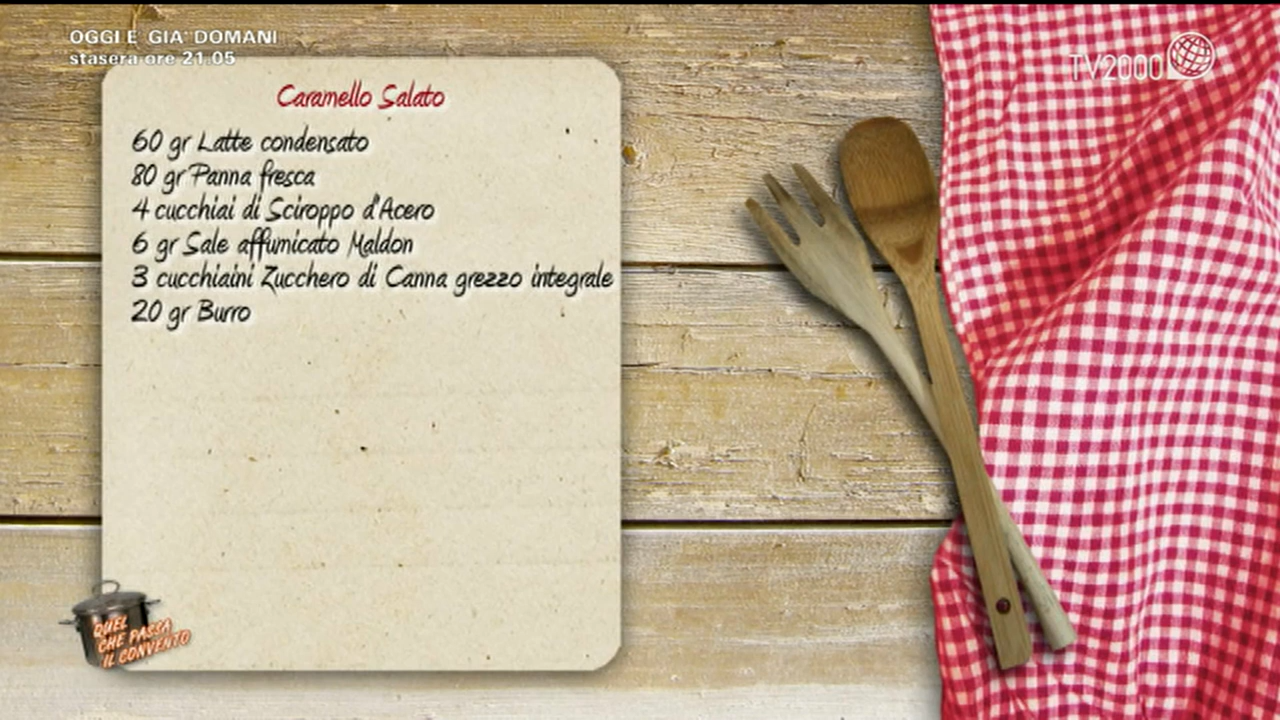 OGGI E' GIA' DOMANI
stasera ore 21.05
TV2000
Caramello Salato
60 gr Latte condensato
80 gr Panna fresca
4 cucchiai di Sciroppo d'Acero
6 gr Sale affumicato Maldon
3 cucchiaini Zucchero di Canna grezzo integrale
20 gr Burro
QUEL
CHE PASSA
IL CONVENTO